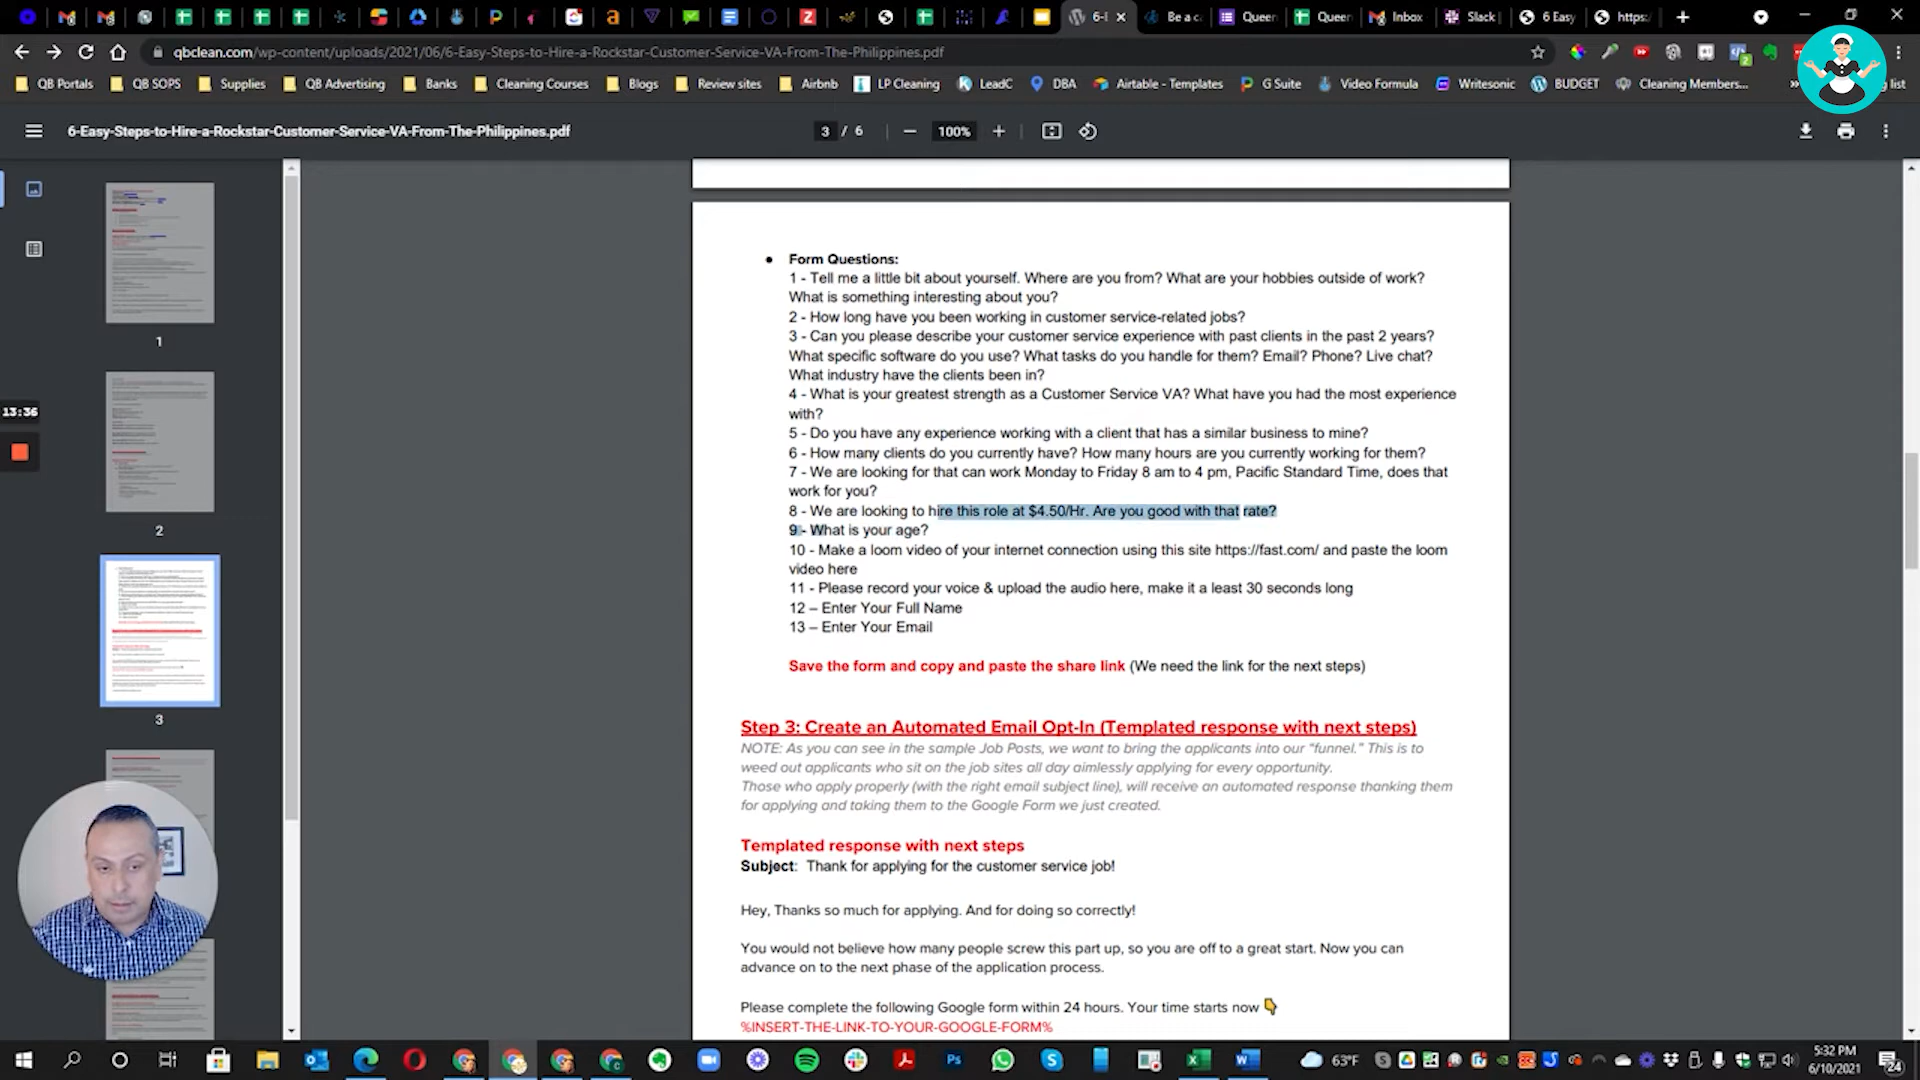 6-E
Be a c
Queen
Queen
Inbox
Slack
6 Easy
https:/
qbclean.com/wp-content/uploads/2021/06/6-Easy-Steps-to-Hire-a-Rockstar-Customer-Service-VA-From-The-Philippines.pdf
QB Portals
QB SOPS
Supplies
QB Advertising
Banks
Cleaning Courses
Blogs
Review sites
Airbnb
LP Cleaning
LeadC
DBA
Airtable - Templates
G Suite
Video Formula
Writesonic
BUDGET
Cleaning Members...
»
g list
6-Easy-Steps-to-Hire-a-Rockstar-Customer-Service-VA-From-The-Philippines.pdf
3 / 6
100%
1
2
3
13:36
● Form Questions:
1 - Tell me a little bit about yourself. Where are you from? What are your hobbies outside of work?
What is something interesting about you?
2 - How long have you been working in customer service-related jobs?
3 - Can you please describe your customer service experience with past clients in the past 2 years?
What specific software do you use? What tasks do you handle for them? Email? Phone? Live chat?
What industry have the clients been in?
4 - What is your greatest strength as a Customer Service VA? What have you had the most experience
with?
5 - Do you have any experience working with a client that has a similar business to mine?
6 - How many clients do you currently have? How many hours are you currently working for them?
7 - We are looking for that can work Monday to Friday 8 am to 4 pm, Pacific Standard Time, does that
work for you?
8 - We are looking to hire this role at $4.50/Hr. Are you good with that rate?
9 - What is your age?
10 - Make a loom video of your internet connection using this site https://fast.com/ and paste the loom
video here
11 - Please record your voice & upload the audio here, make it a least 30 seconds long
12 – Enter Your Full Name
13 – Enter Your Email
Save the form and copy and paste the share link (We need the link for the next steps)
Step 3: Create an Automated Email Opt-In (Templated response with next steps)
NOTE: As you can see in the sample Job Posts, we want to bring the applicants into our "funnel." This is to
weed out applicants who sit on the job sites all day aimlessly applying for every opportunity.
Those who apply properly (with the right email subject line), will receive an automated response thanking them
for applying and taking them to the Google Form we just created.
Templated response with next steps
Subject: Thank for applying for the customer service job!
Hey, Thanks so much for applying. And for doing so correctly!
You would not believe how many people screw this part up, so you are off to a great start. Now you can
advance on to the next phase of the application process.
Please complete the following Google form within 24 hours. Your time starts now 👇
%INSERT-THE-LINK-TO-YOUR-GOOGLE-FORM%
63°F
5:32 PM
6/10/2021
24